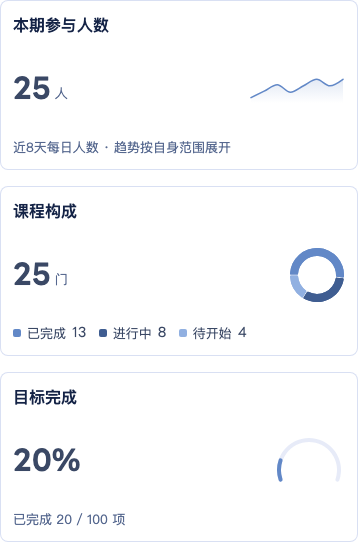 本期参与人数
25 人
近8天每日人数 · 趋势按自身范围展开
课程构成
25 门
已完成 13 进行中 8 待开始 4
目标完成
20%
已完成 20 / 100 项